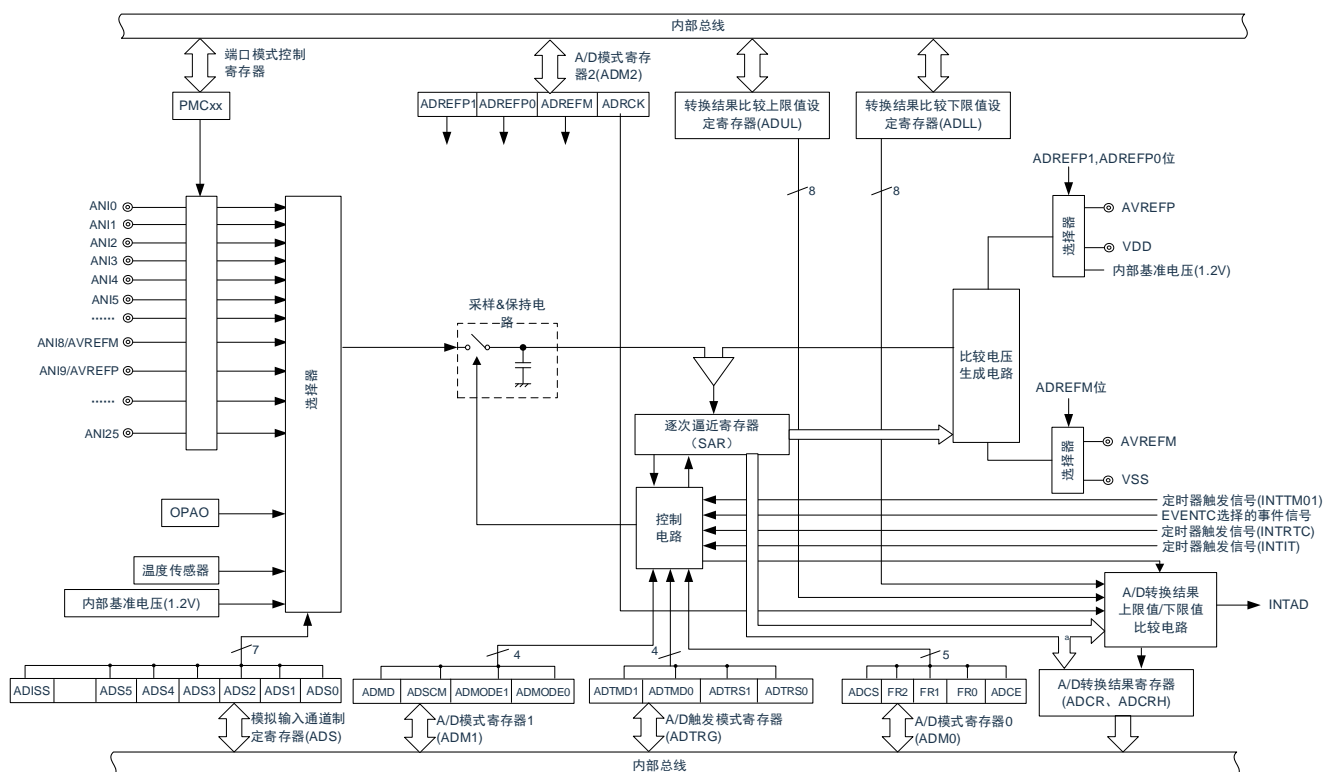 内部总线
端口模式控制
寄存器
A/D模式寄存
器2(ADM2)
PMCxx
ADREFP1 ADREFP0 ADREFM ADRCK
转换结果比较上限值设
定寄存器(ADUL)
转换结果比较下限值设
定寄存器(ADLL)
ADREFP1,ADREFP0位
8
8
ANI0
ANI1
ANI2
ANI3
ANI4
ANI5
······
ANI8/AVREFM
ANI9/AVREFP
······
ANI25
选择器
AVREFP
选择器
VDD
内部基准电压(1.2V)
采样&保持电
路
比较电压
生成电路
ADREFM位
逐次逼近寄存器
(SAR)
AVREFM
选择器
VSS
OPAO
控制
电路
定时器触发信号(INTTM01)
EVENTC选择的事件信号
定时器触发信号(INTRTC)
定时器触发信号(INTIT)
温度传感器
内部基准电压(1.2V)
A/D转换结果
上限值/下限值
比较电路
INTAD
a
7
4
4
5
ADISS ADS5 ADS4 ADS3 ADS2 ADS1 ADS0
ADMD ADSCM ADMODE1 ADMODE0
ADTMD1 ADTMD0 ADTRS1 ADTRS0
ADCS FR2 FR1 FR0 ADCE
A/D转换结果寄存器
(ADCR、ADCRH)
模拟输入通道制
定寄存器(ADS)
A/D模式寄存器1
(ADM1)
A/D触发模式寄存器
(ADTRG)
A/D模式寄存器0
(ADM0)
内部总线